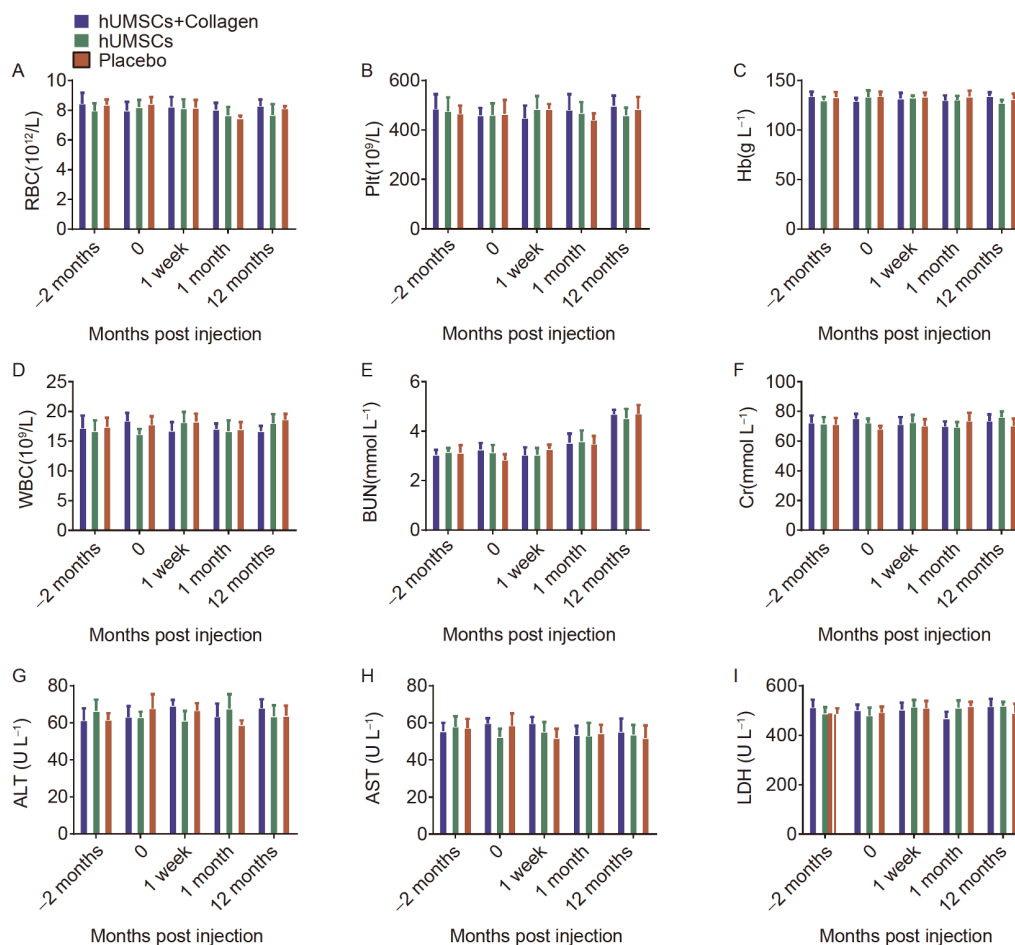 hUMSCs+Collagen
hUMSCs
Placebo
A
RBC(10¹²/L)
10
8
6
4
2
0
−2 months
0
1 week
1 month
12 months
Months post injection
B
Plt(10⁹/L)
600
400
200
0
−2 months
0
1 week
1 month
12 months
Months post injection
C
Hb(g L⁻¹)
150
100
50
0
−2 months
0
1 week
1 month
12 months
Months post injection
D
WBC(10⁹/L)
25
20
15
10
5
0
−2 months
0
1 week
1 month
12 months
Months post injection
E
BUN(mmol L⁻¹)
6
4
2
0
−2 months
0
1 week
1 month
12 months
Months post injection
F
Cr(mmol L⁻¹)
100
80
60
40
20
0
−2 months
0
1 week
1 month
12 months
Months post injection
G
ALT (U L⁻¹)
80
60
40
20
0
−2 months
0
1 week
1 month
12 months
Months post injection
H
AST (U L⁻¹)
80
60
40
20
0
−2 months
0
1 week
1 month
12 months
Months post injection
I
LDH (U L⁻¹)
600
400
200
0
−2 months
0
1 week
1 month
12 months
Months post injection